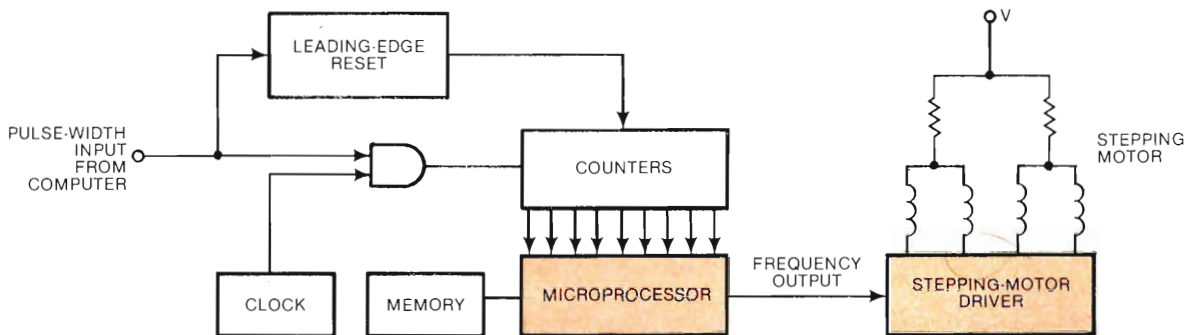 LEADING-EDGE
RESET
PULSE-WIDTH
INPUT
FROM
COMPUTER
COUNTERS
CLOCK
MEMORY
MICROPROCESSOR
FREQUENCY
OUTPUT
V
STEPPING
MOTOR
STEPPING-MOTOR
DRIVER